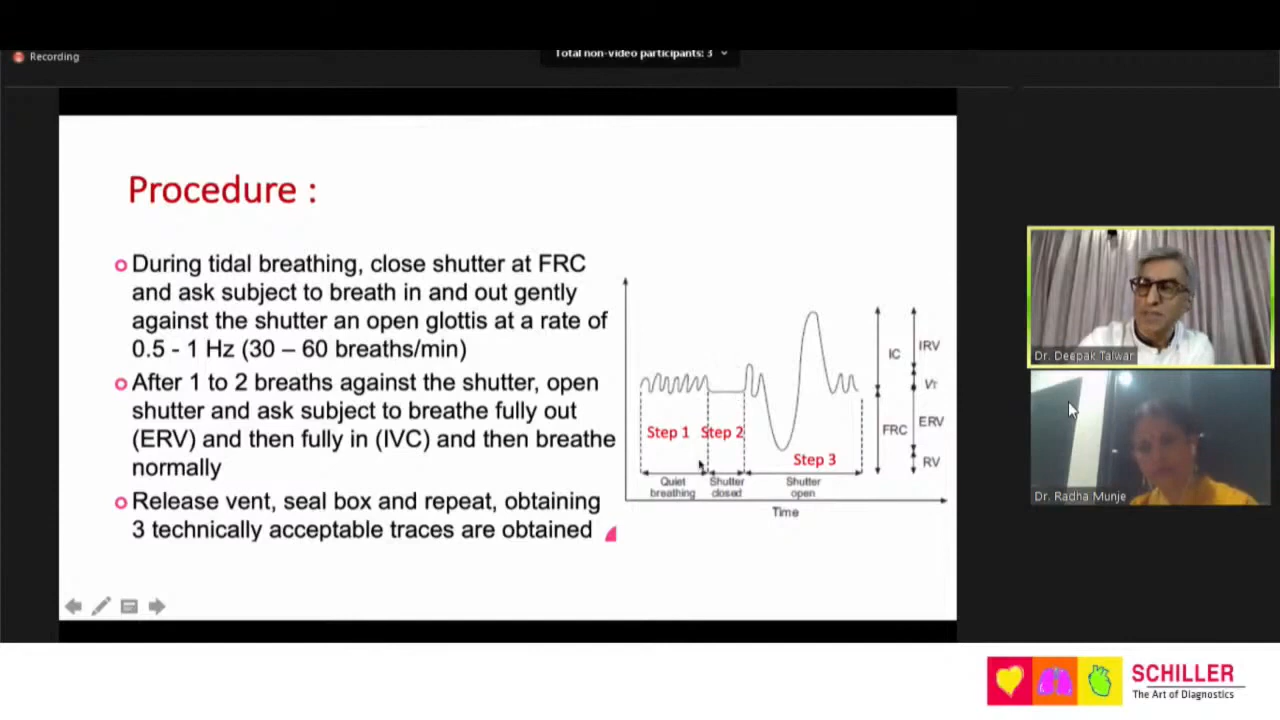 Recording
Total non-video participants: 3
Procedure :
During tidal breathing, close shutter at FRC
and ask subject to breath in and out gently
against the shutter an open glottis at a rate of
0.5 - 1 Hz (30 – 60 breaths/min)
After 1 to 2 breaths against the shutter, open
shutter and ask subject to breathe fully out
(ERV) and then fully in (IVC) and then breathe
normally
Release vent, seal box and repeat, obtaining
3 technically acceptable traces are obtained
Step 1
Step 2
Step 3
Quiet
breathing
Shutter
closed
Shutter
open
Time
IC
FRC
IRV
VT
ERV
RV
Dr. Deepak Talwar
Dr. Radha Munje
SCHILLER
The Art of Diagnostics